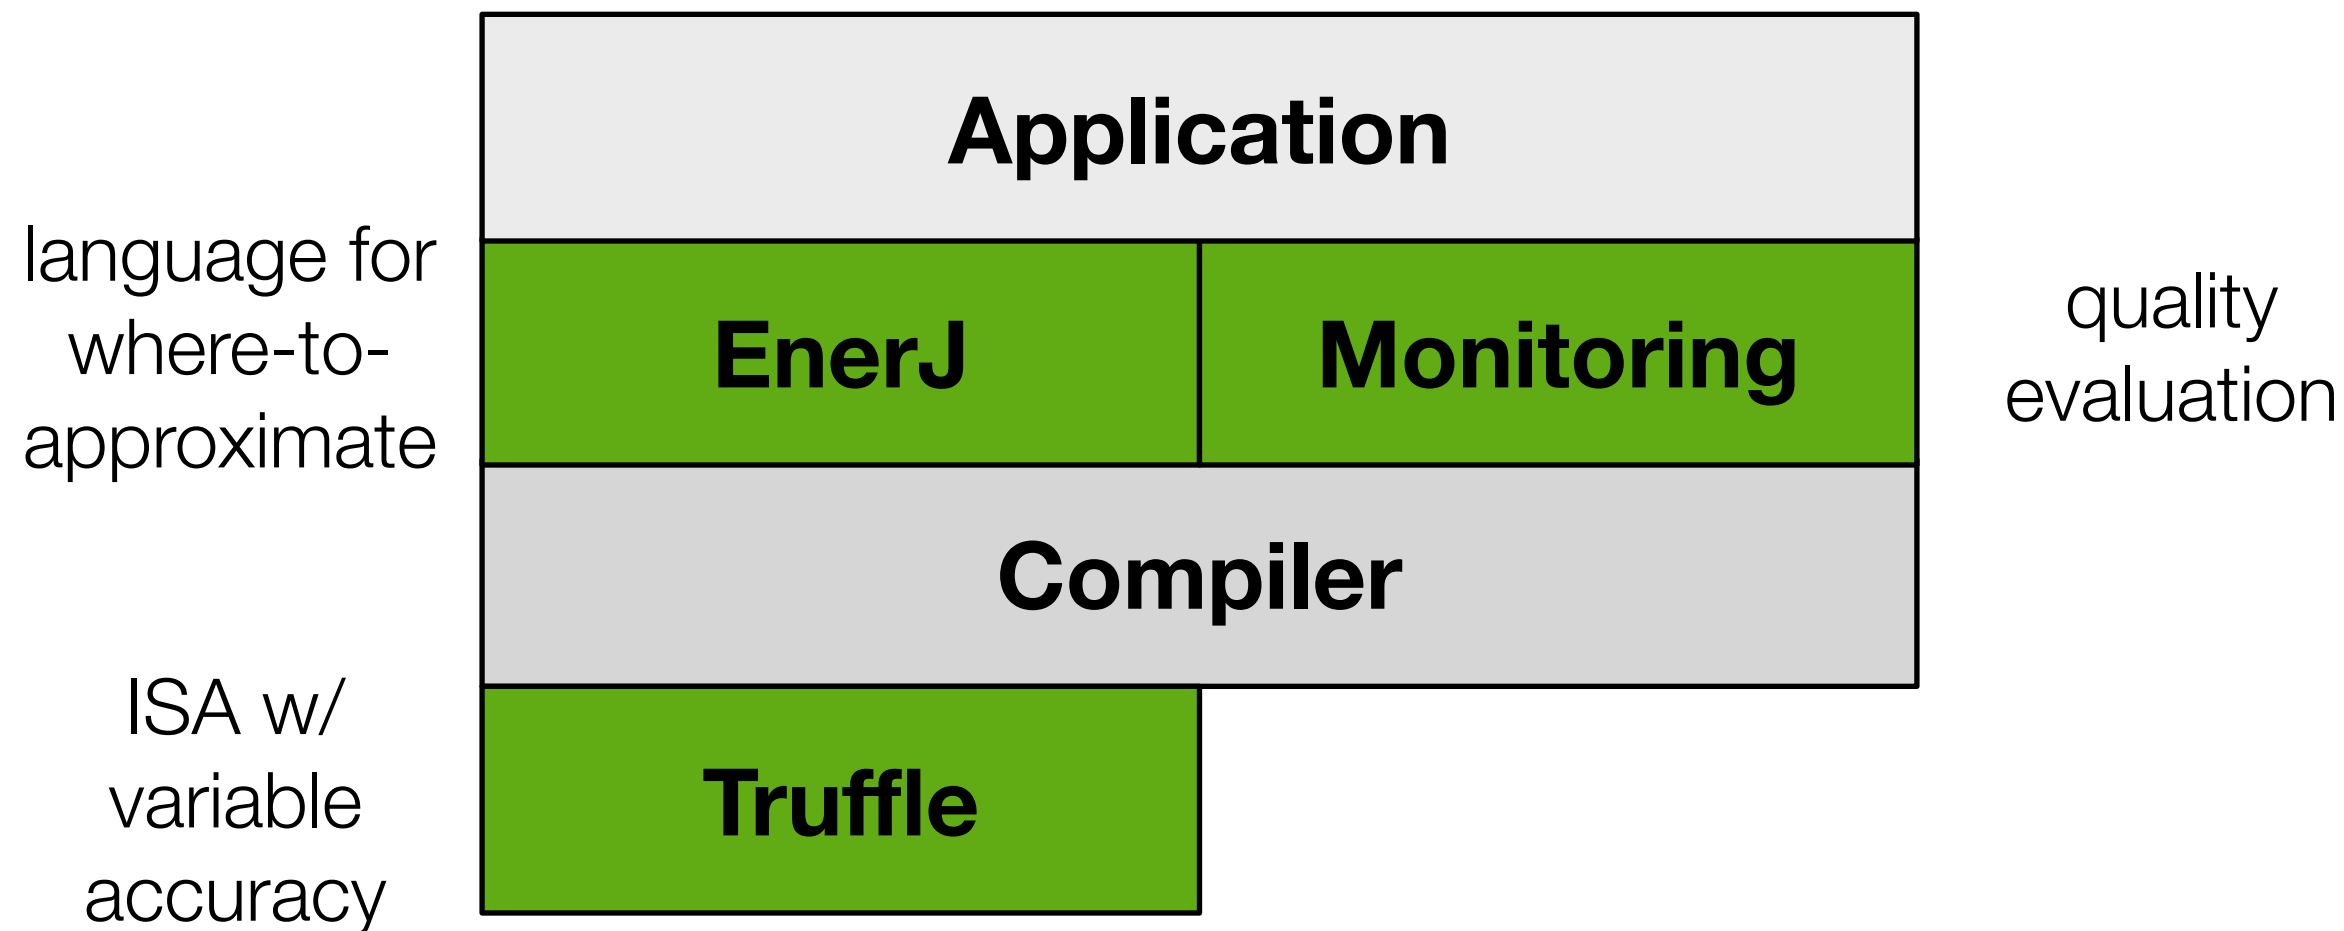 Application
language for
where-to-
approximate
EnerJ
Monitoring
quality
evaluation
Compiler
ISA w/
variable
accuracy
Truffle